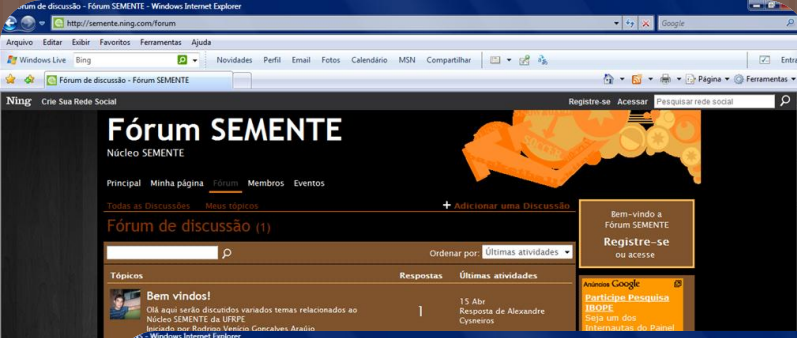 orum de discussão - Fórum SEMENTE - Windows Internet Explorer
http://semente.ning.com/forum
Google
Arquivo Editar Exibir Favoritos Ferramentas Ajuda
Windows Live Bing Novidades Perfil Email Fotos Calendário MSN Compartilhar Entra
Fórum de discussão - Fórum SEMENTE Página Ferramentas
Ning Crie Sua Rede Social Registre-se Acessar Pesquisar rede social
Fórum SEMENTE
Núcleo SEMENTE
Principal Minha página Fórum Membros Eventos
Todas as Discussões Meus tópicos + Adicionar uma Discussão
Fórum de discussão (1)
Ordenar por: Últimas atividades
Tópicos Respostas Últimas atividades
Bem vindos!
Olá aqui serão discutidos variados temas relacionados ao
Núcleo SEMENTE da UFRPE
Iniciado por Rodrigo Venício Gonçalves Araújo
1
15 Abr
Resposta de Alexandre
Cysneiros
Bem-vindo a
Fórum SEMENTE
Registre-se
ou acesse
Anúncios Google
Participe Pesquisa
IBOPE
Seja um dos
Internautas do Painel
- Windows Internet Explorer